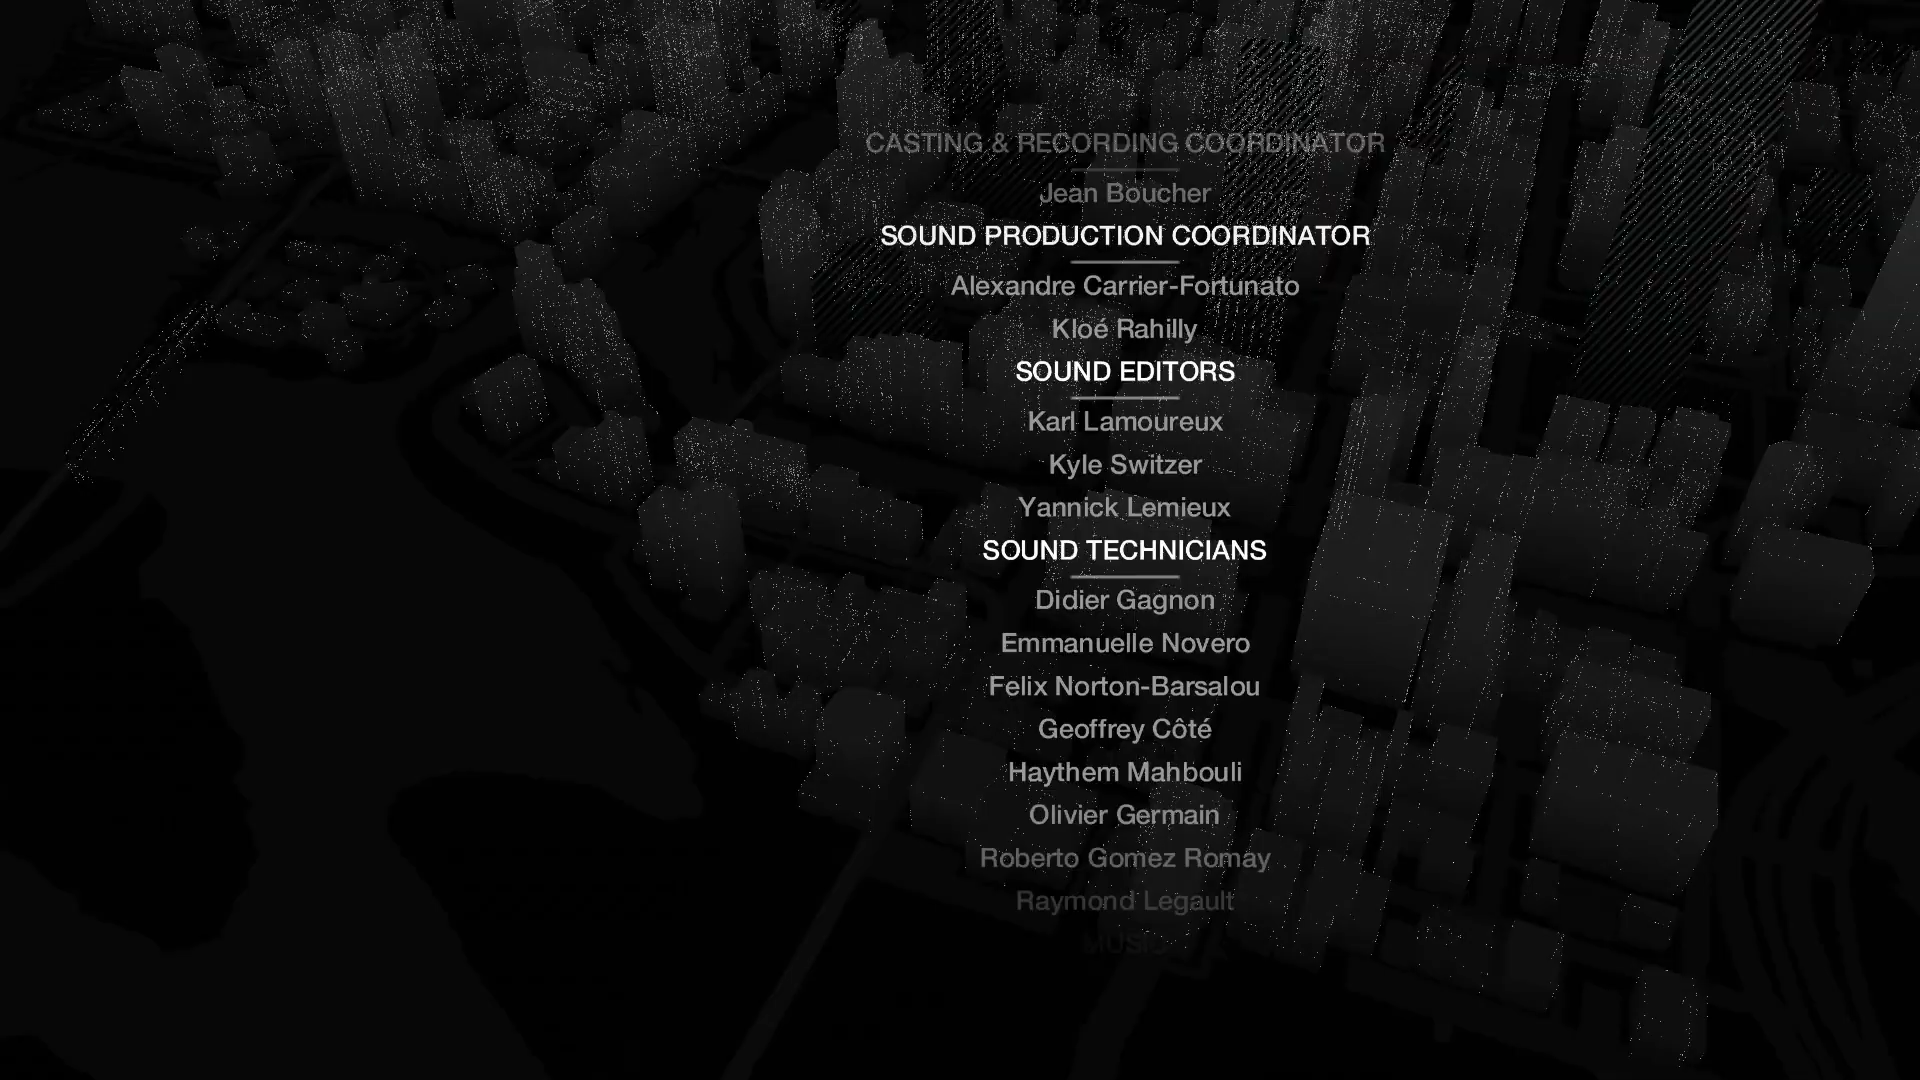 CASTING & RECORDING COORDINATOR
Jean Boucher
SOUND PRODUCTION COORDINATOR
Alexandre Carrier-Fortunato
Kloé Rahilly
SOUND EDITORS
Karl Lamoureux
Kyle Switzer
Yannick Lemieux
SOUND TECHNICIANS
Didier Gagnon
Emmanuelle Novero
Felix Norton-Barsalou
Geoffrey Côté
Haythem Mahbouli
Olivier Germain
Roberto Gomez Romay
Raymond Legault
MUSIC